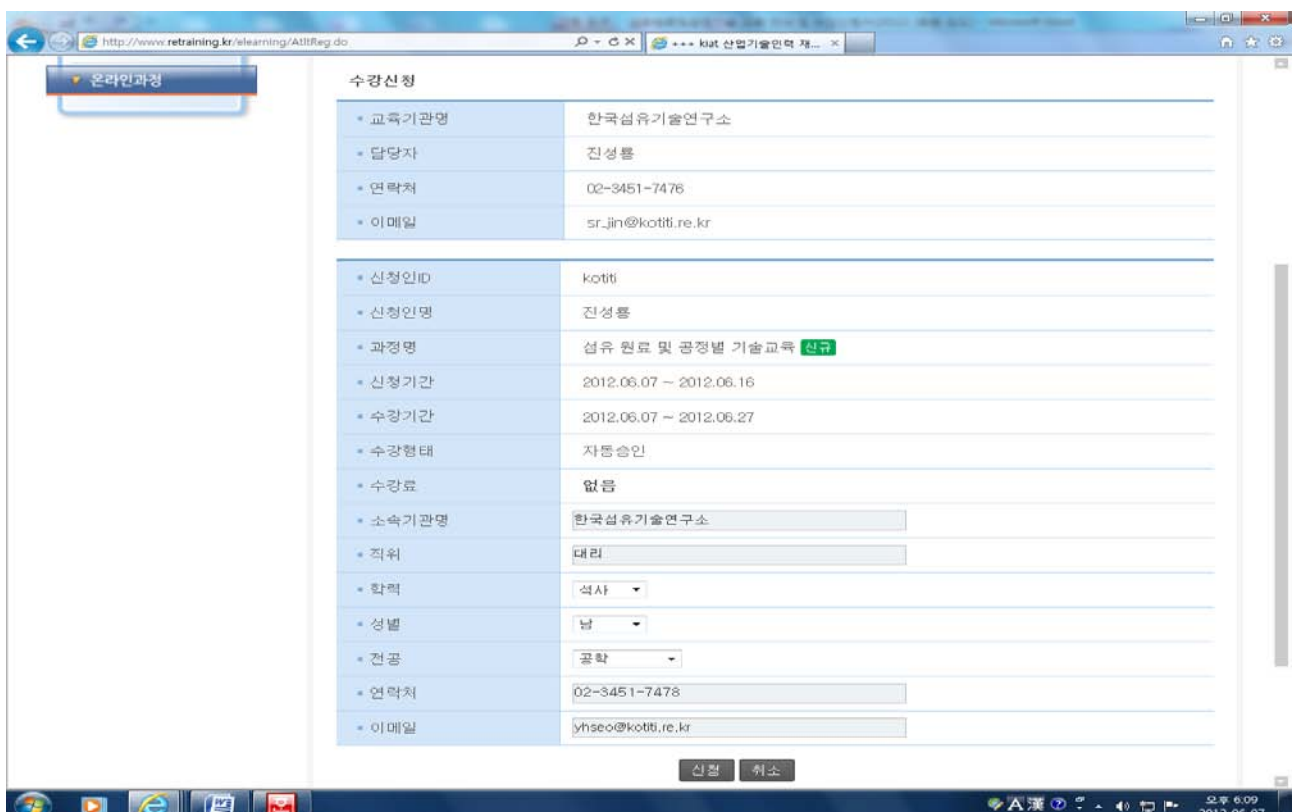 http://www.retraining.kr/elearning/AtltReg.do
+++ kiat 산업기술인력 재...
온라인과정
수강신청
교육기관명 한국섬유기술연구소
담당자 진성룡
연락처 02-3451-7476
이메일 sr_jin@kotiti.re.kr
신청인ID kotiti
신청인명 진성룡
과정명 섬유 원료 및 공정별 기술교육 신규
신청기간 2012.06.07 ~ 2012.06.16
수강기간 2012.06.07 ~ 2012.06.27
수강형태 자동승인
수강료 없음
소속기관명 한국섬유기술연구소
직위 대리
학력 석사
성별 남
전공 공학
연락처 02-3451-7478
이메일 yhseo@kotiti.re.kr
신청 취소
A 漢 오후 6:09
2012-06-07